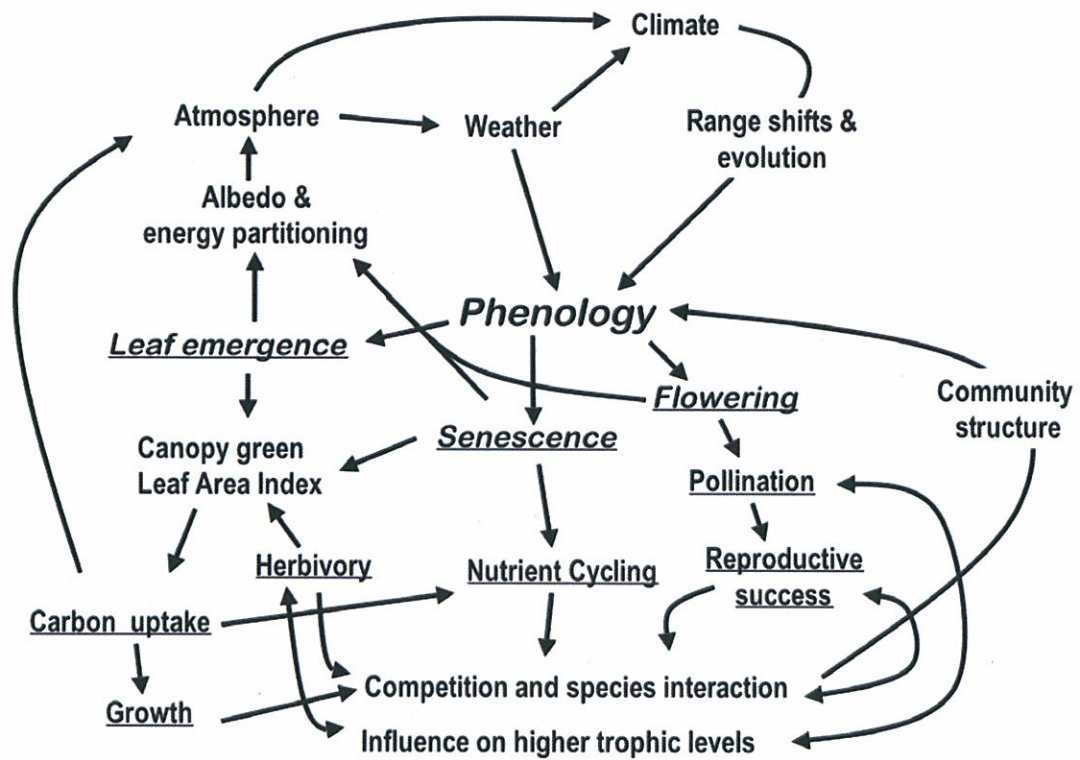 Climate
Atmosphere
Weather
Range shifts &
evolution
Albedo &
energy partitioning
Phenology
Leaf emergence
Flowering
Community
structure
Senescence
Canopy green
Leaf Area Index
Pollination
Herbivory
Nutrient Cycling
Reproductive
success
Carbon uptake
Competition and species interaction
Growth
Influence on higher trophic levels